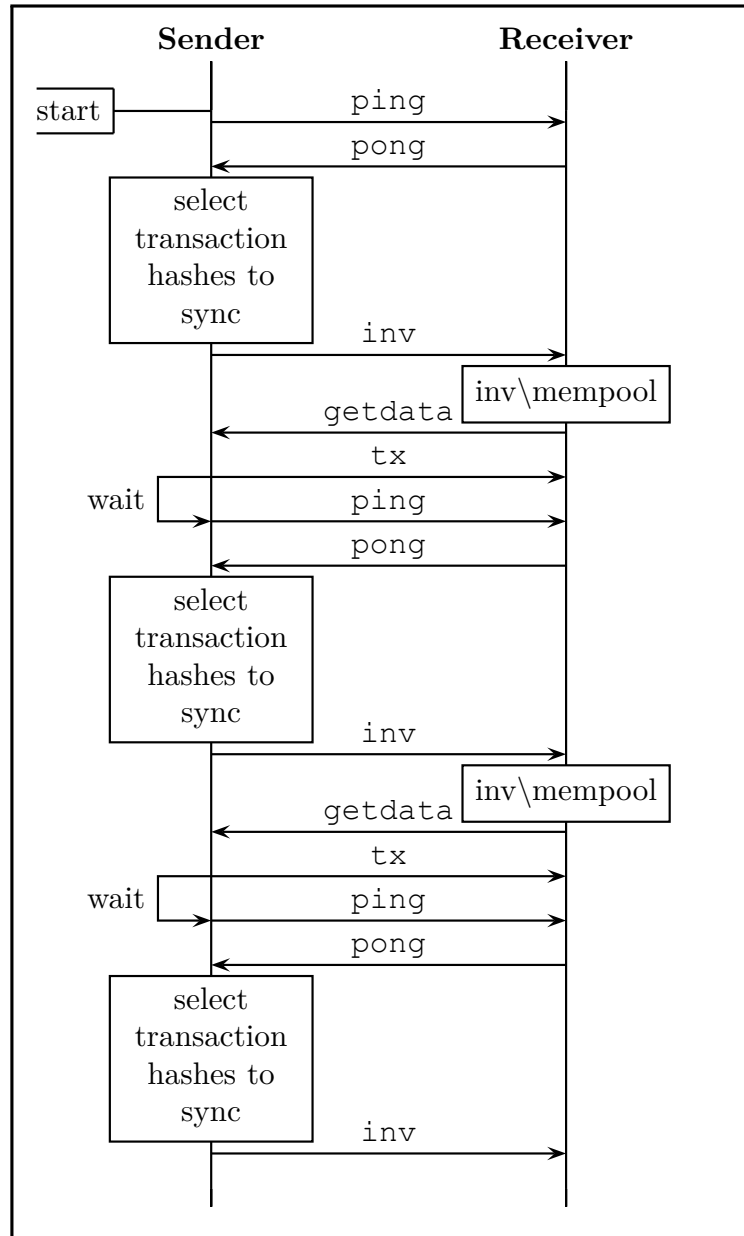 Sender Receiver
start
ping
pong
select
transaction
hashes to
sync
inv
inv\mempool
getdata
tx
wait
ping
pong
select
transaction
hashes to
sync
inv
inv\mempool
getdata
tx
wait
ping
pong
select
transaction
hashes to
sync
inv